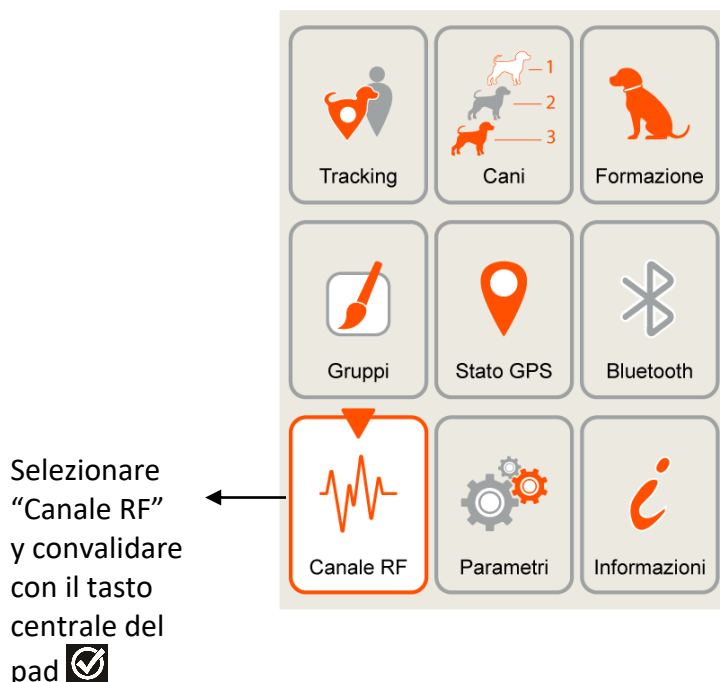 1
2
3
Tracking
Cani
Formazione
Gruppi
Stato GPS
Bluetooth
Canale RF
Parametri
Informazioni
Selezionare
“Canale RF”
y convalidare
con il tasto
centrale del
pad